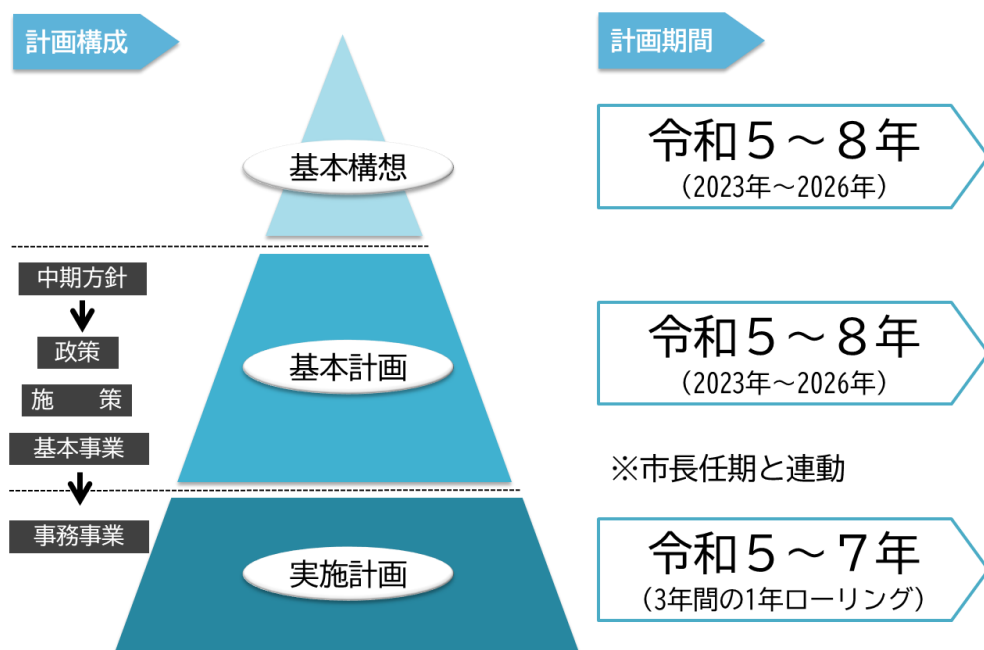 計画構成
計画期間
基本構想
令和5～8年
(2023年～2026年)
中期方針
政策
施　　策
基本事業
基本計画
令和5～8年
(2023年～2026年)
※市長任期と連動
事務事業
実施計画
令和5～7年
(3年間の1年ローリング)